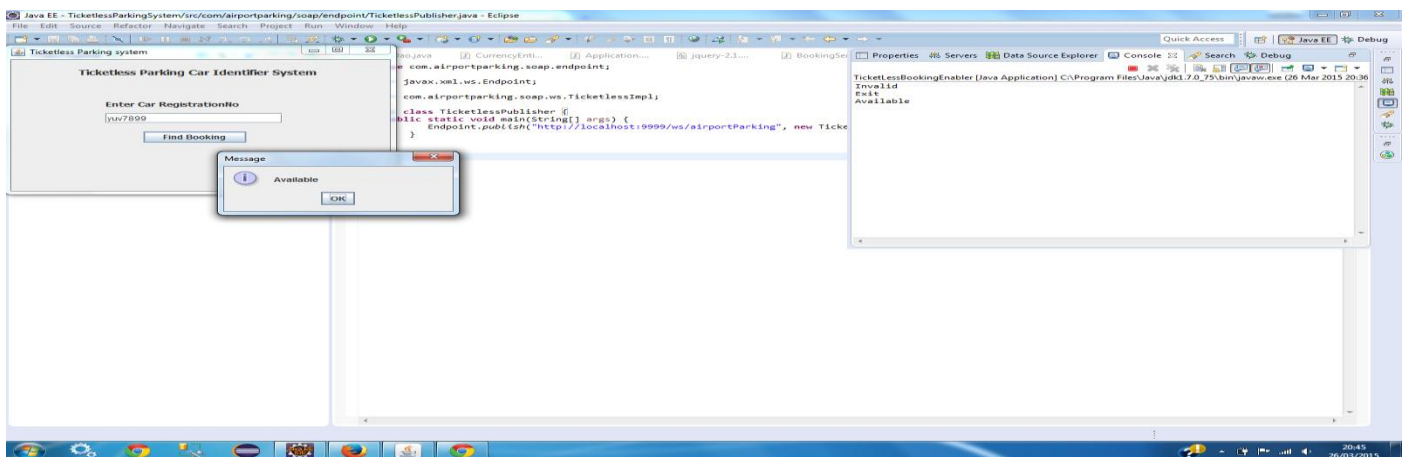 Java EE - TicketlessParkingSystem/src/com/airportparking/soap/endpoint/TicketlessPublisher.java - Eclipse
File Edit Source Refactor Navigate Search Project Run Window Help
Quick Access Java EE Debug
Ticketless Parking system
Ticketless Parking Car Identifier System
Enter Car RegistrationNo
yuv7899
Find Booking
Message
Available
OK
ao.java CurrencyEnti... Application.... jquery-2.1.... BookingSe
com.airportparking.soap.endpoint;
javax.xml.ws.Endpoint;
com.airportparking.soap.ws.TicketlessImpl;
class TicketlessPublisher {
blic static void main(String[] args) {
Endpoint.publish("http://localhost:9999/ws/airportParking", new Ticke
}
Properties Servers Data Source Explorer Console Search Debug
TicketLessBookingEnabler [Java Application] C:\Program Files\Java\jdk1.7.0_75\bin\javaw.exe (26 Mar 2015 20:36
Invalid
Exit
Available
20:45
26/03/2015